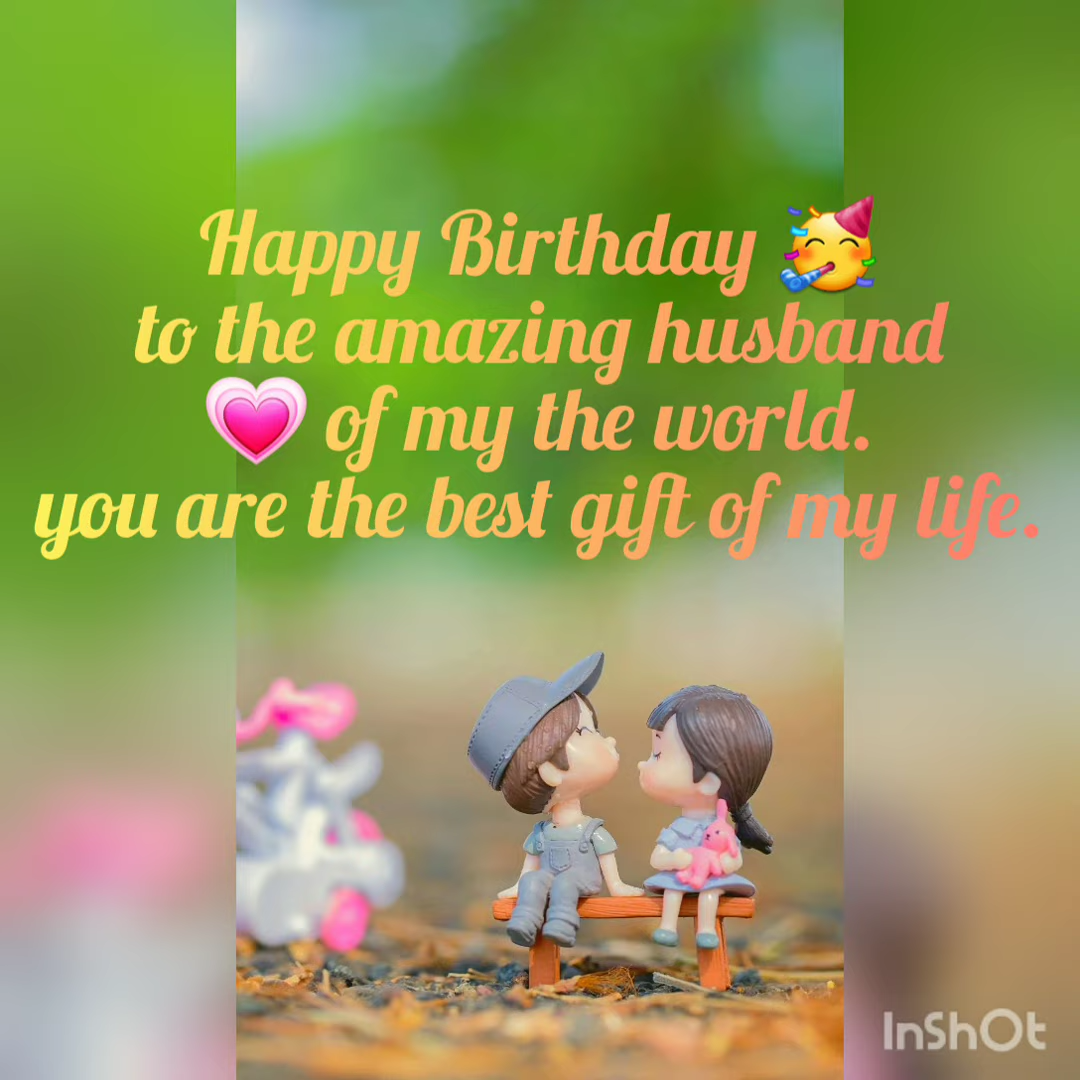 Happy Birthday 🥳
to the amazing husband
💗 of my the world.
you are the best gift of my life.
InShOt